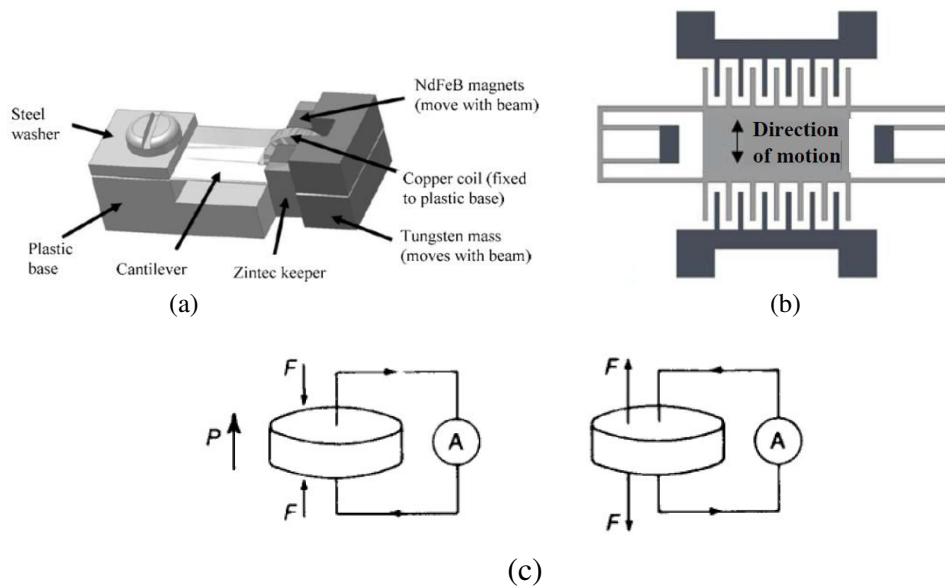 (a)
Steel
washer
NdFeB magnets
(move with beam)
Copper coil (fixed
to plastic base)
Tungsten mass
(moves with beam)
Plastic
base
Cantilever
Zintec keeper
(b)
Direction
of motion
F
P
A
F
F
A
F
(c)